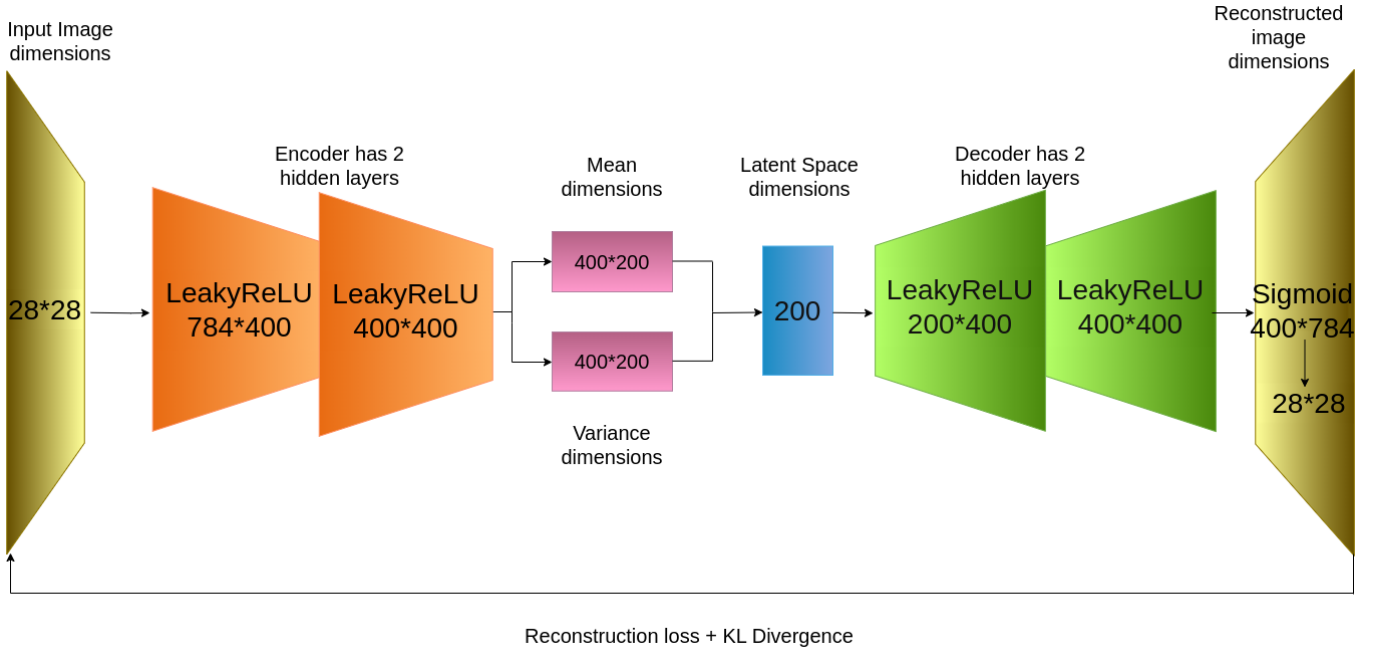 Input Image
dimensions
28*28
Encoder has 2
hidden layers
LeakyReLU
784*400
LeakyReLU
400*400
Mean
dimensions
400*200
400*200
Variance
dimensions
Latent Space
dimensions
200
Decoder has 2
hidden layers
LeakyReLU
200*400
LeakyReLU
400*400
Reconstructed
image
dimensions
Sigmoid
400*784
28*28
Reconstruction loss + KL Divergence